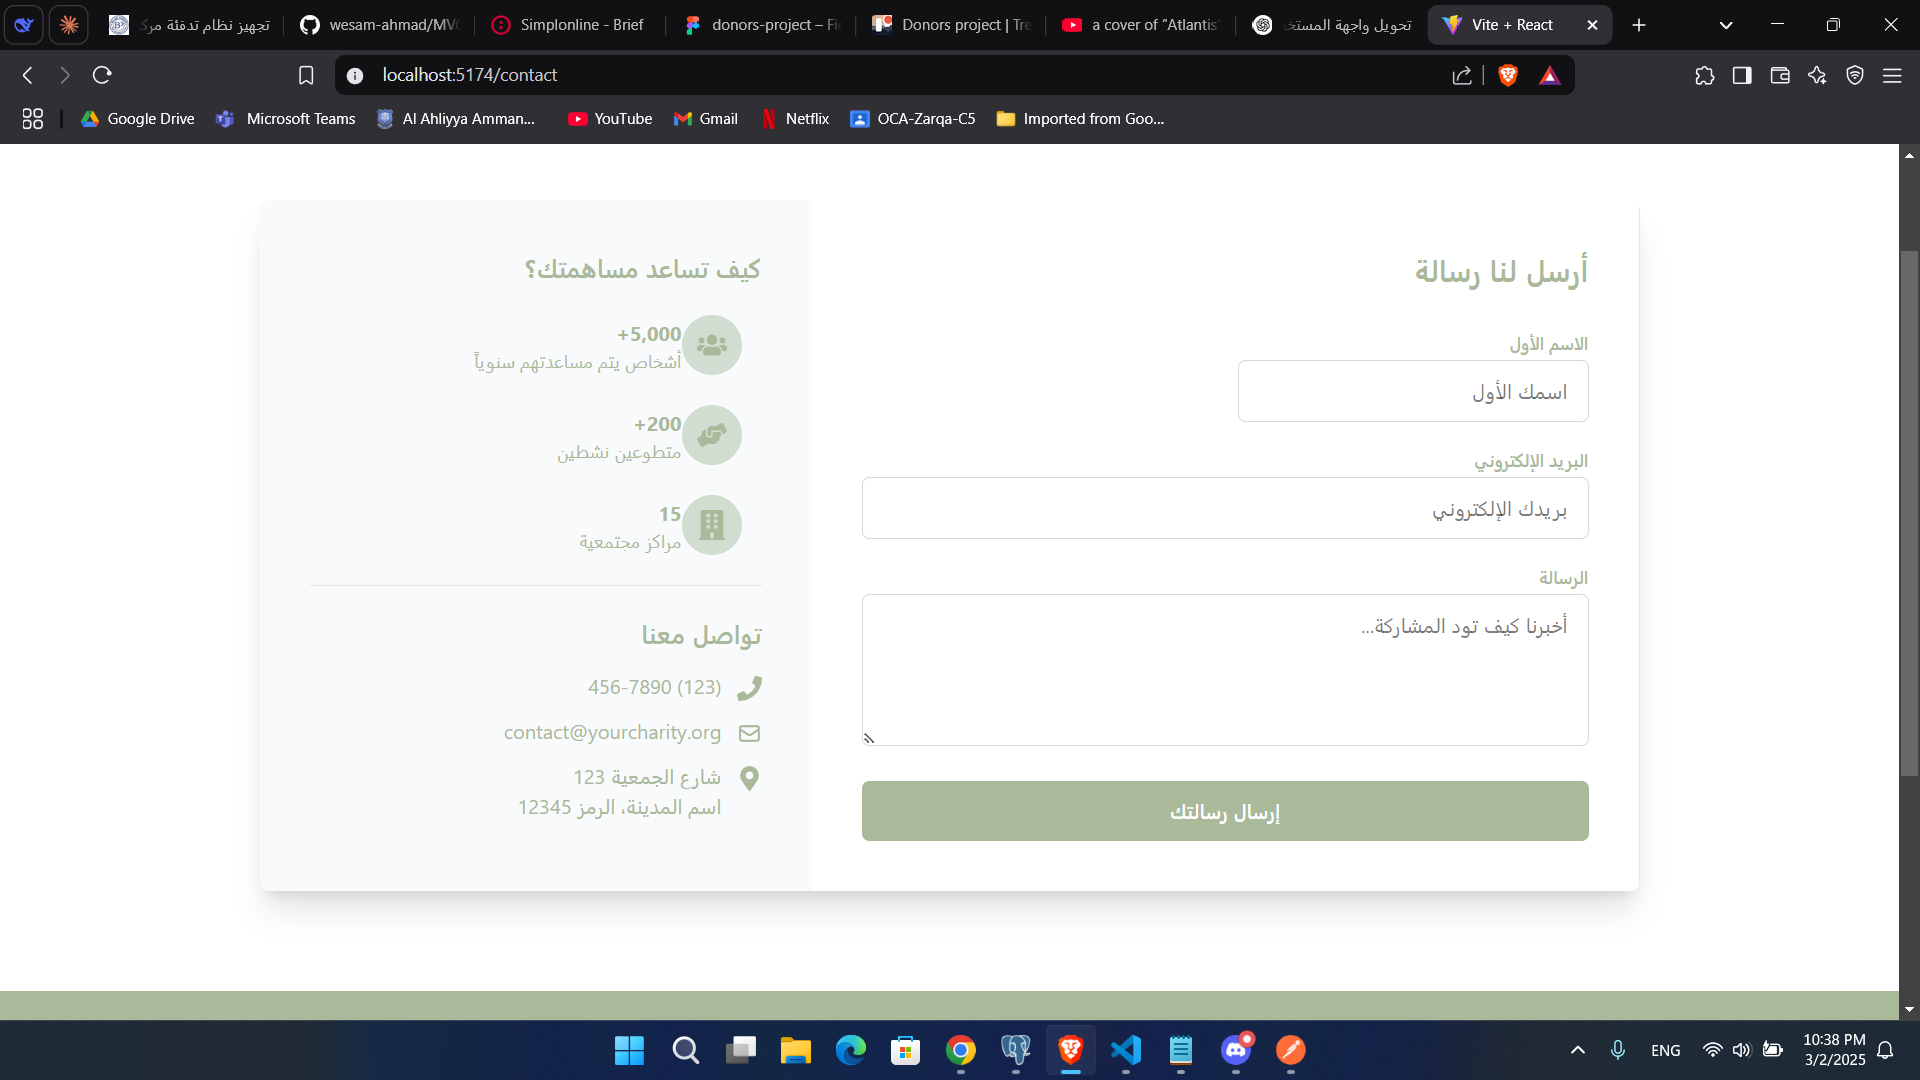 تجهيز نظام تدفئة مرك
wesam-ahmad/MV
Simplonline - Brief
donors-project – Fi
Donors project | Tre
a cover of “Atlantis”
تحويل واجهة المستخ
Vite + React
localhost:5174/contact
Google Drive
Microsoft Teams
Al Ahliyya Amman...
YouTube
Gmail
Netflix
OCA-Zarqa-C5
Imported from Goo...
أرسل لنا رسالة
الاسم الأول
اسمك الأول
البريد الإلكتروني
بريدك الإلكتروني
الرسالة
أخبرنا كيف تود المشاركة...
إرسال رسالتك
كيف تساعد مساهمتك؟
+5,000
أشخاص يتم مساعدتهم سنوياً
+200
متطوعين نشطين
15
مراكز مجتمعية
تواصل معنا
456-7890 (123)
contact@yourcharity.org
شارع الجمعية 123
اسم المدينة، الرمز 12345
ENG
10:38 PM
3/2/2025